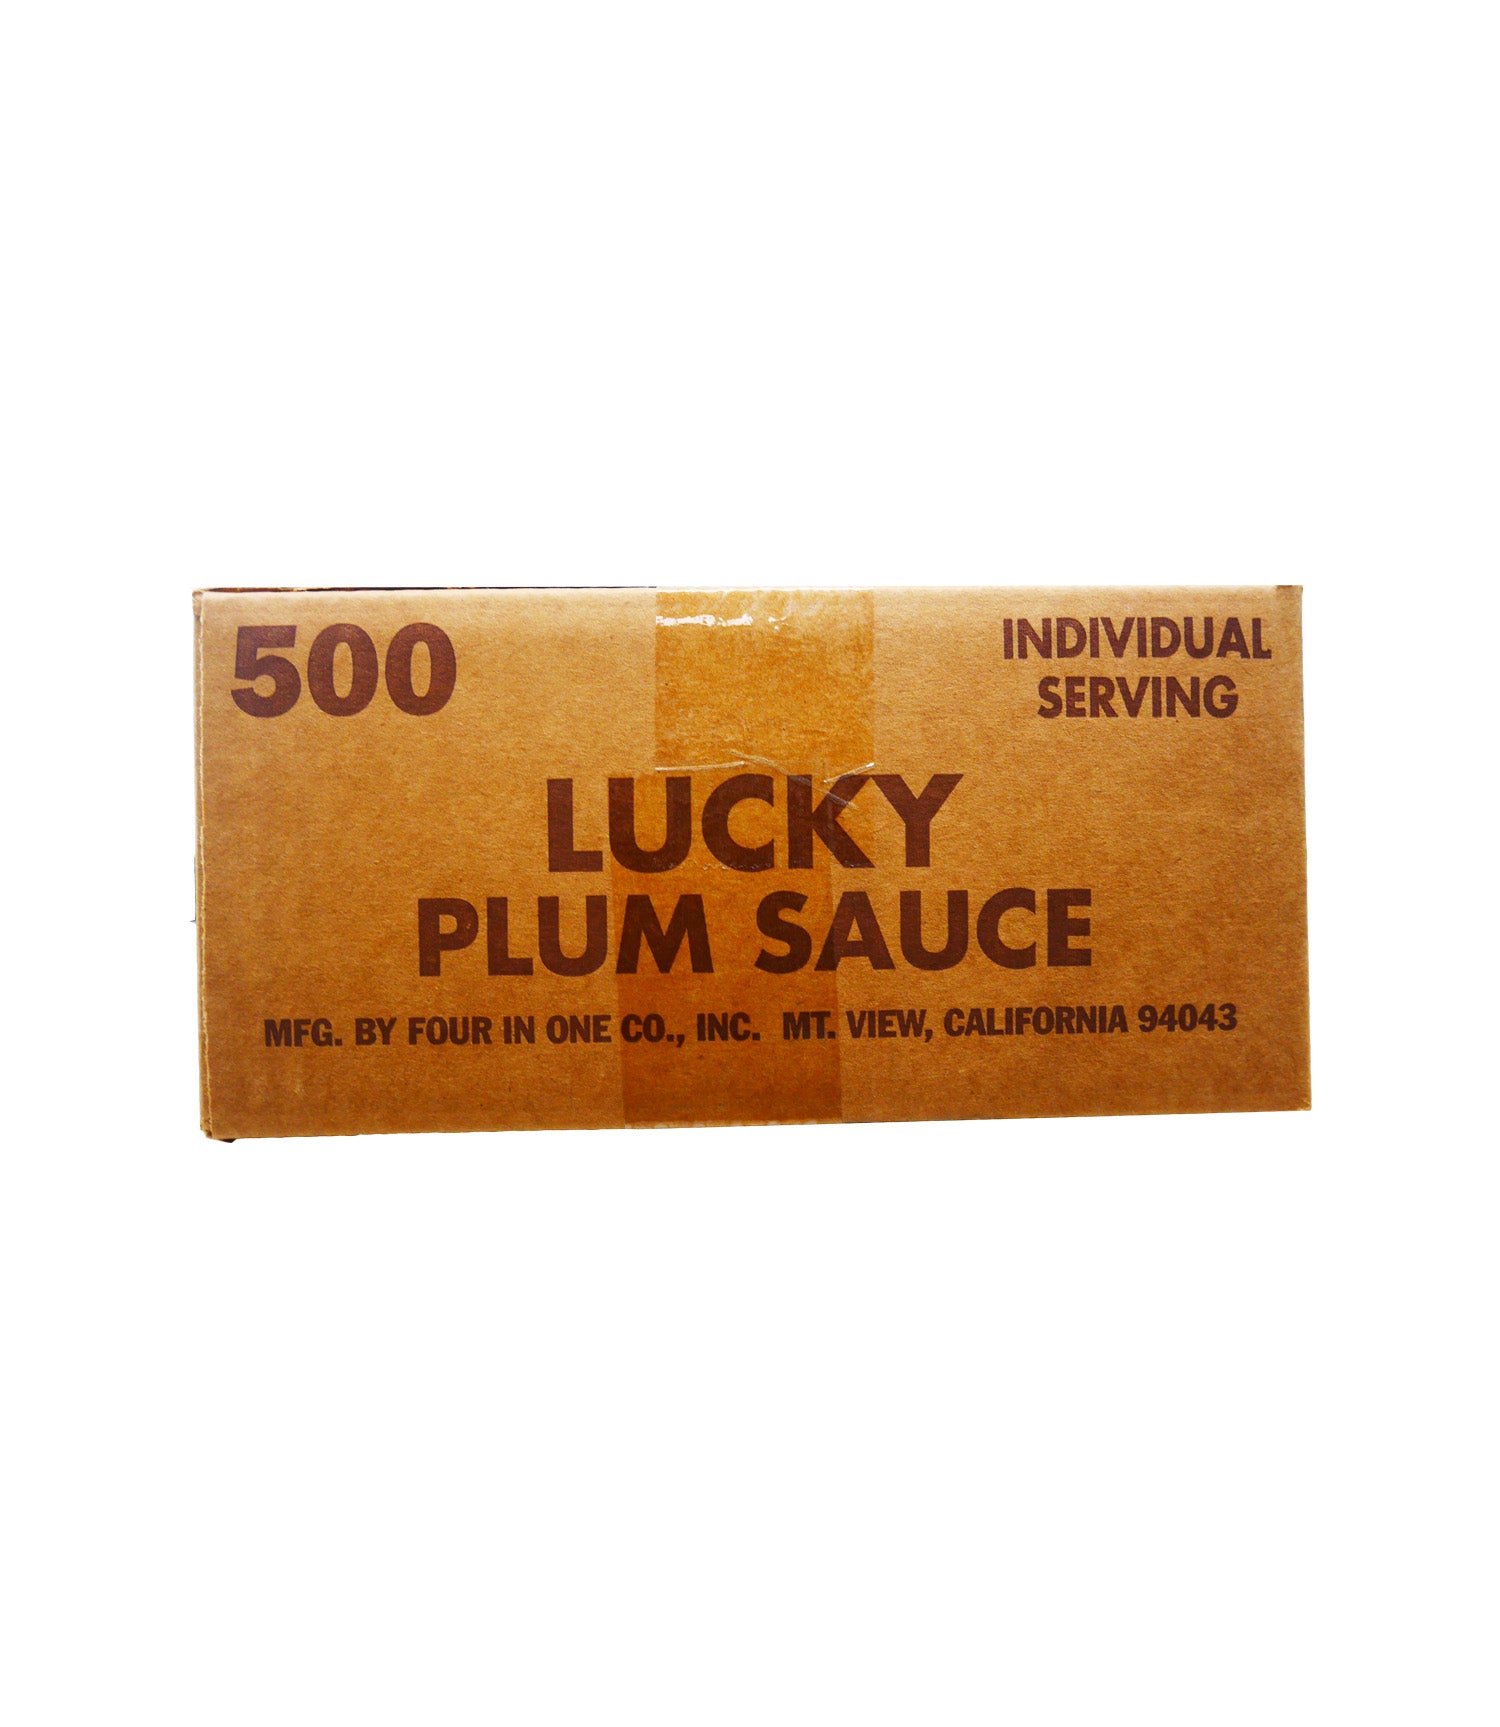 500
INDIVIDUAL
SERVING
LUCKY
PLUM SAUCE
MFG. BY FOUR IN ONE CO., INC. MT. VIEW, CALIFORNIA 94043